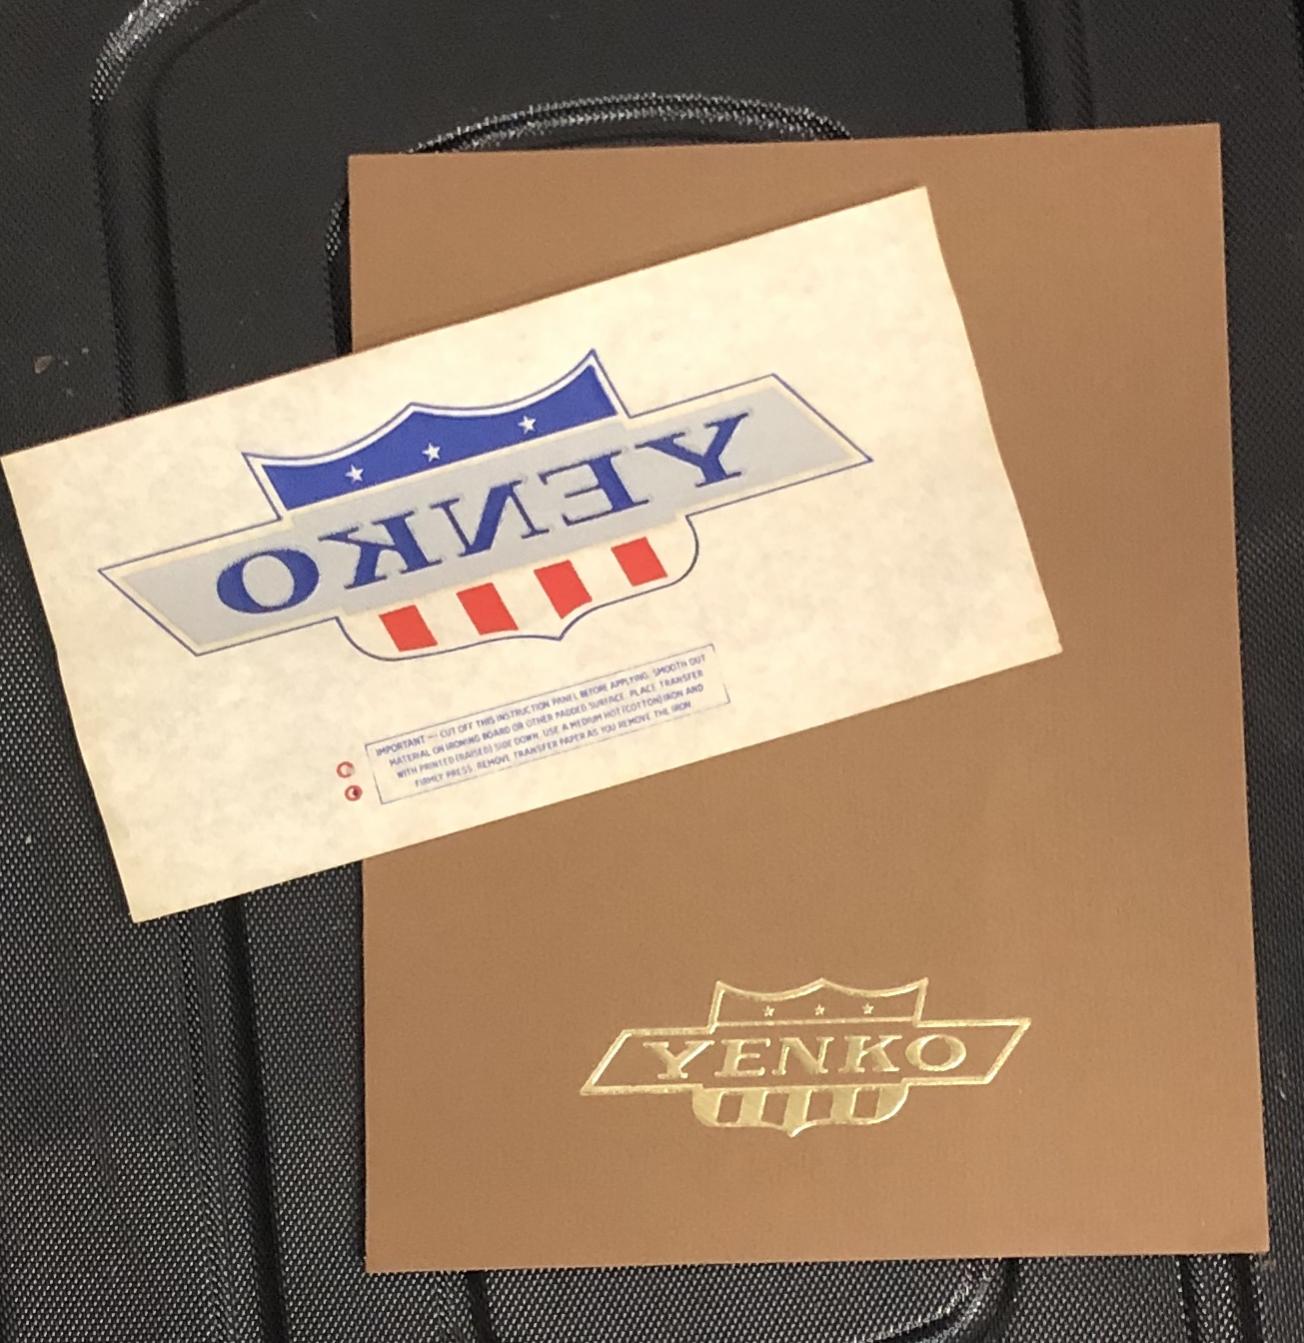 YENKO
IMPORTANT — CUT OFF THIS INSTRUCTION PANEL BEFORE APPLYING. SMOOTH OUT
MATERIAL ON IRONING BOARD OR OTHER PADDED SURFACE. PLACE TRANSFER
WITH PRINTED (RAISED) SIDE DOWN. USE A MEDIUM HOT (COTTON) IRON AND
FIRMLY PRESS. REMOVE TRANSFER PAPER AS YOU REMOVE THE IRON
YENKO